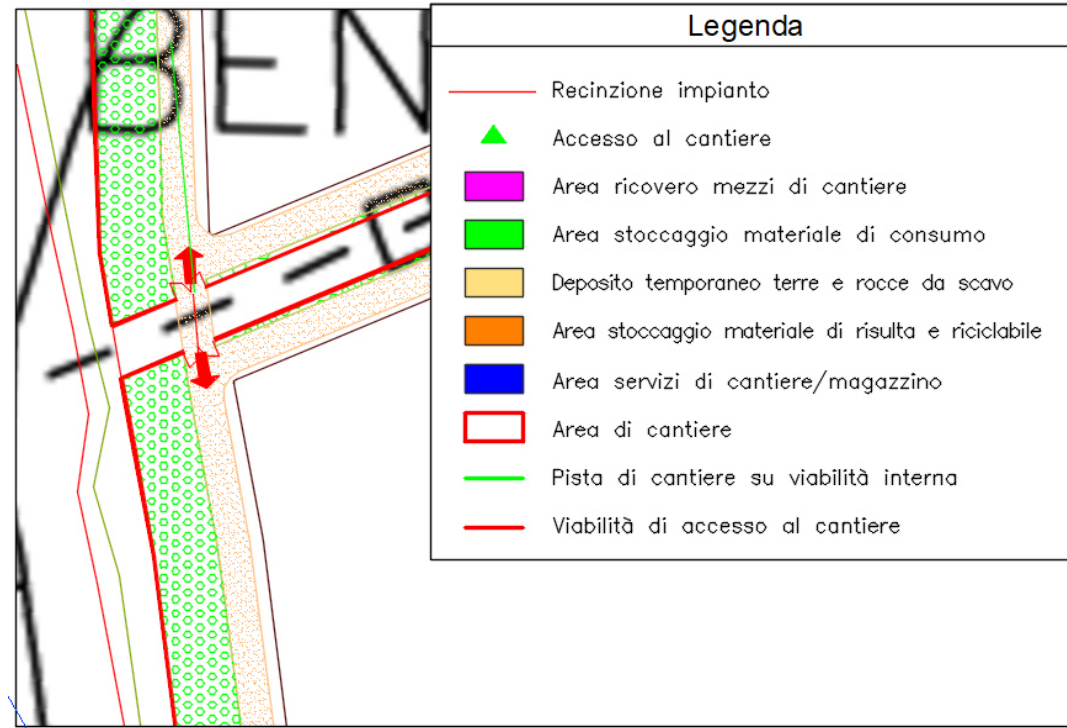 BEN
Legenda
Recinzione impianto
Accesso al cantiere
Area ricovero mezzi di cantiere
Area stoccaggio materiale di consumo
Deposito temporaneo terre e rocce da scavo
Area stoccaggio materiale di risulta e riciclabile
Area servizi di cantiere/magazzino
Area di cantiere
Pista di cantiere su viabilità interna
Viabilità di accesso al cantiere